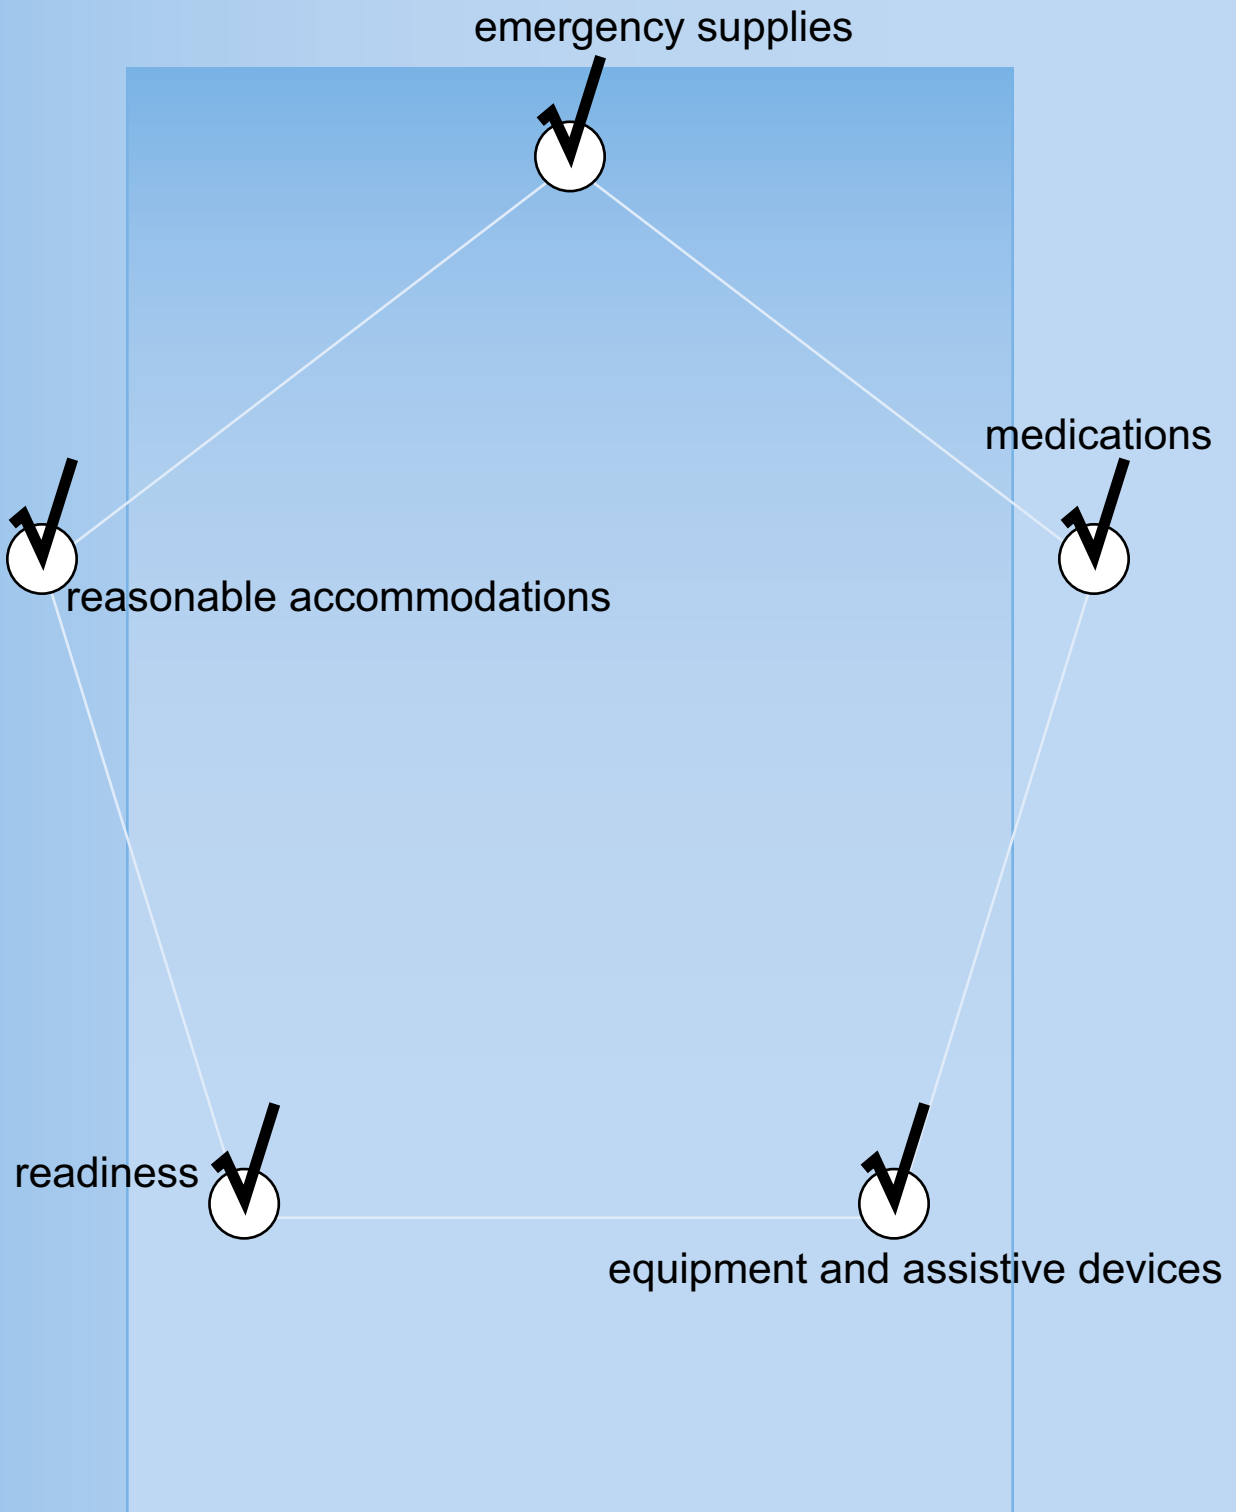 emergency supplies
medications
reasonable accommodations
readiness
equipment and assistive devices